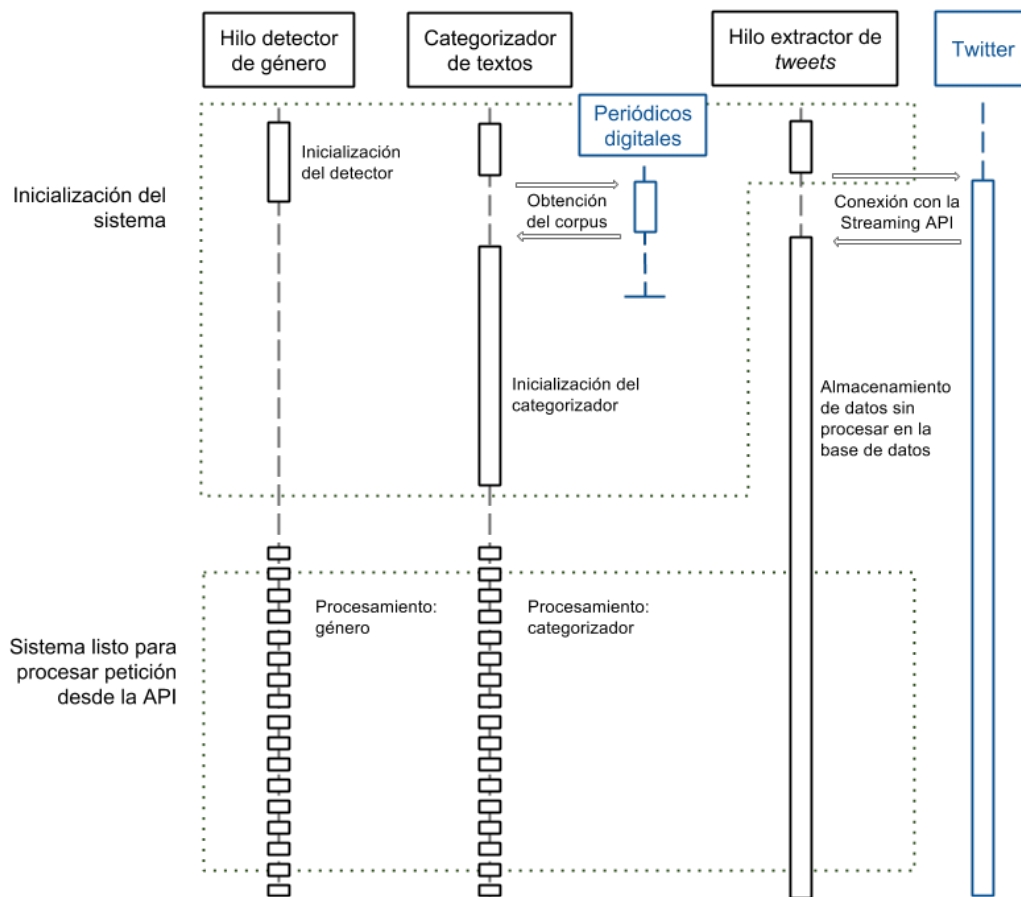 Hilo detector
de género
Categorizador
de textos
Hilo extractor de
tweets
Twitter
Periódicos
digitales
Inicialización
del detector
Inicialización del
sistema
Obtención
del corpus
Conexión con la
Streaming API
Inicialización del
categorizador
Almacenamiento
de datos sin
procesar en la
base de datos
Procesamiento:
género
Procesamiento:
categorizador
Sistema listo para
procesar petición
desde la API